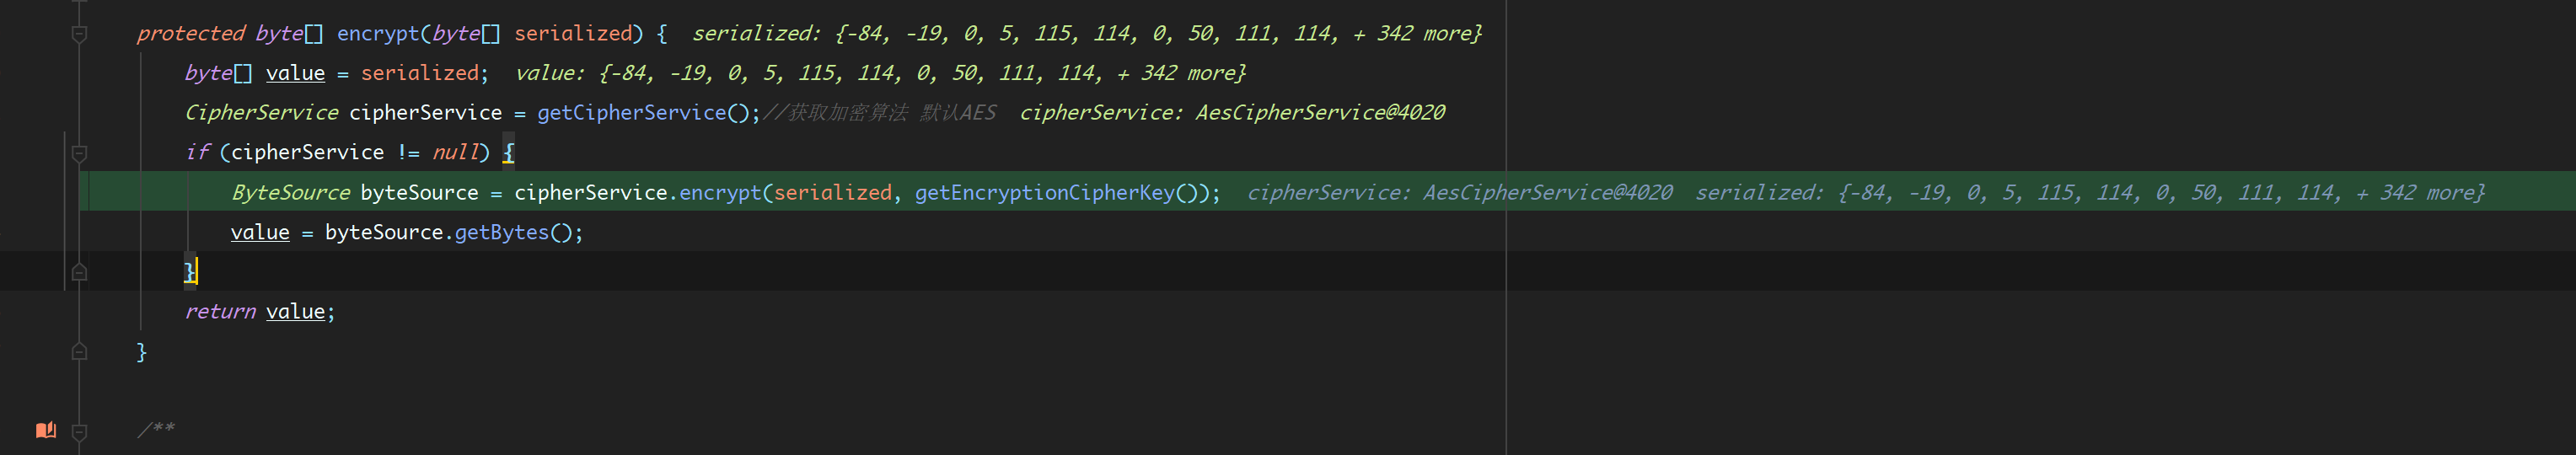 protected byte[] encrypt(byte[] serialized) {  serialized: {-84, -19, 0, 5, 115, 114, 0, 50, 111, 114, + 342 more}
byte[] value = serialized;  value: {-84, -19, 0, 5, 115, 114, 0, 50, 111, 114, + 342 more}
CipherService cipherService = getCipherService();//获取加密算法 默认AES  cipherService: AesCipherService@4020
if (cipherService != null) {
ByteSource byteSource = cipherService.encrypt(serialized, getEncryptionCipherKey());  cipherService: AesCipherService@4020  serialized: {-84, -19, 0, 5, 115, 114, 0, 50, 111, 114, + 342 more}
value = byteSource.getBytes();
}
return value;
}
/**